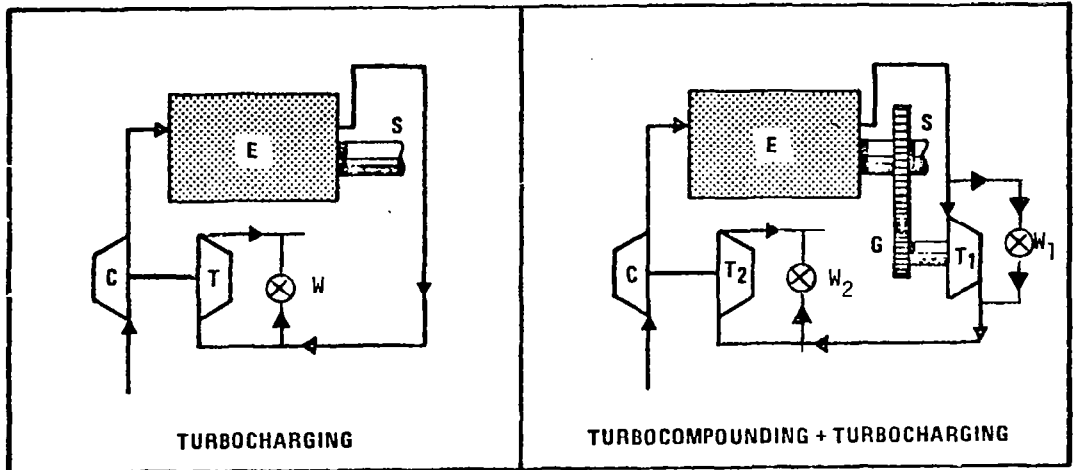 E
S
C
T
W
TURBOCHARGING
E
S
G
T1
W1
C
T2
W2
TURBOCOMPOUNDING + TURBOCHARGING